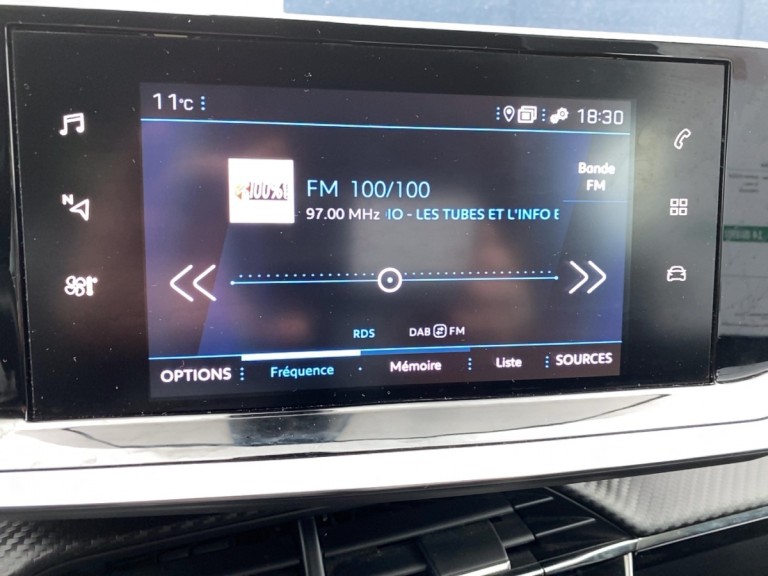 11°C
18:30
N
100%
FM 100/100
Bande
FM
97.00 MHz IO - LES TUBES ET L'INFO E
RDS
DAB FM
OPTIONS
Fréquence
Mémoire
Liste
SOURCES